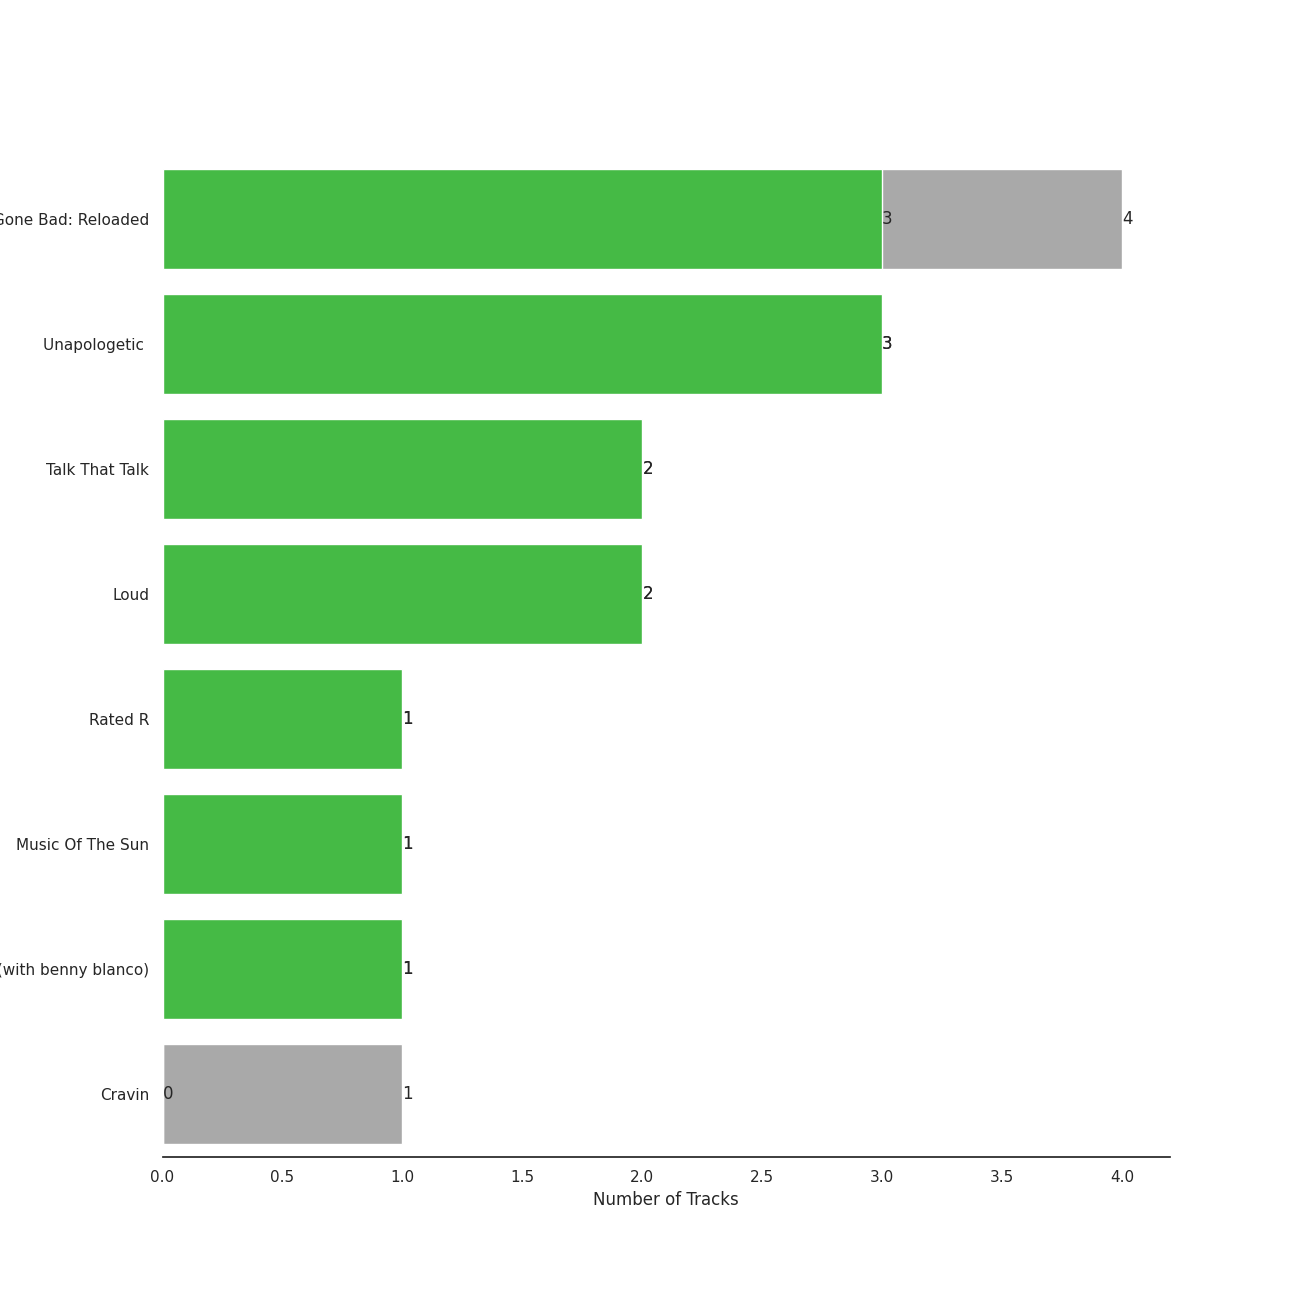 Gone Bad: Reloaded 3 4
Unapologetic 3
Talk That Talk 2
Loud 2
Rated R 1
Music Of The Sun 1
(with benny blanco) 1
Cravin 0 1
0.0 0.5 1.0 1.5 2.0 2.5 3.0 3.5 4.0
Number of Tracks